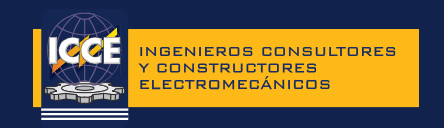 ICCE
INGENIEROS CONSULTORES
Y CONSTRUCTORES
ELECTROMECÁNICOS